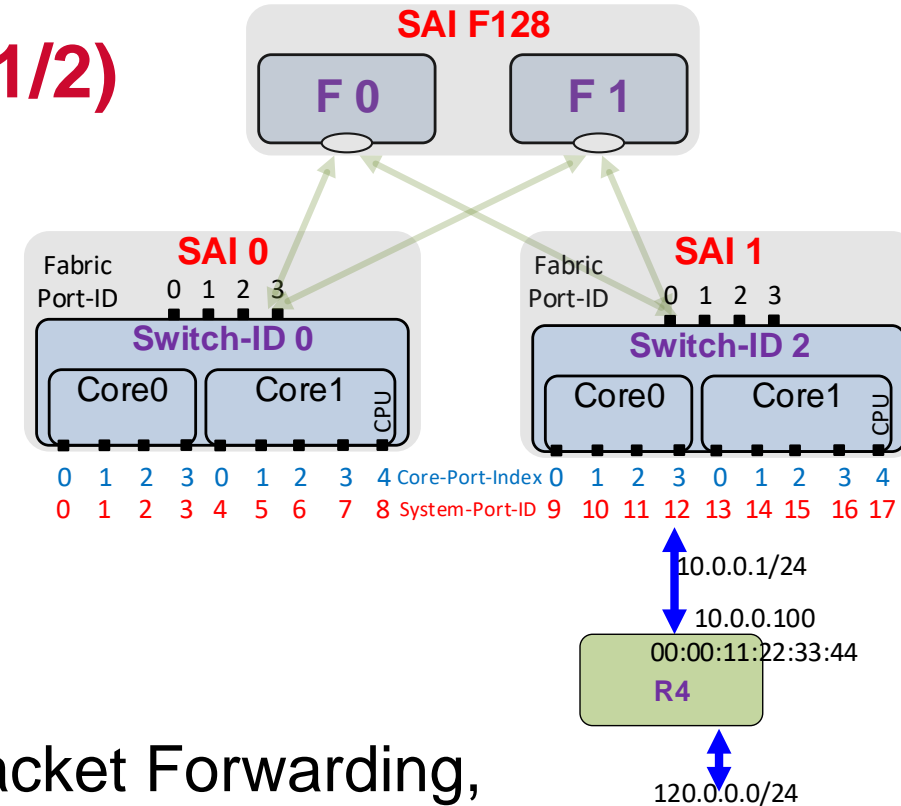 1/2)
SAI F128
F 0
F 1
SAI 0
SAI 1
Fabric
Port-ID
0 1 2 3
Fabric
Port-ID
0 1 2 3
Switch-ID 0
Switch-ID 2
Core0
Core1
CPU
Core0
Core1
CPU
0 1 2 3 0 1 2 3 4 Core-Port-Index 0 1 2 3 0 1 2 3 4
0 1 2 3 4 5 6 7 8 System-Port-ID 9 10 11 12 13 14 15 16 17
10.0.0.1/24
10.0.0.100
00:00:11:22:33:44
R4
acket Forwarding,
120.0.0.0/24